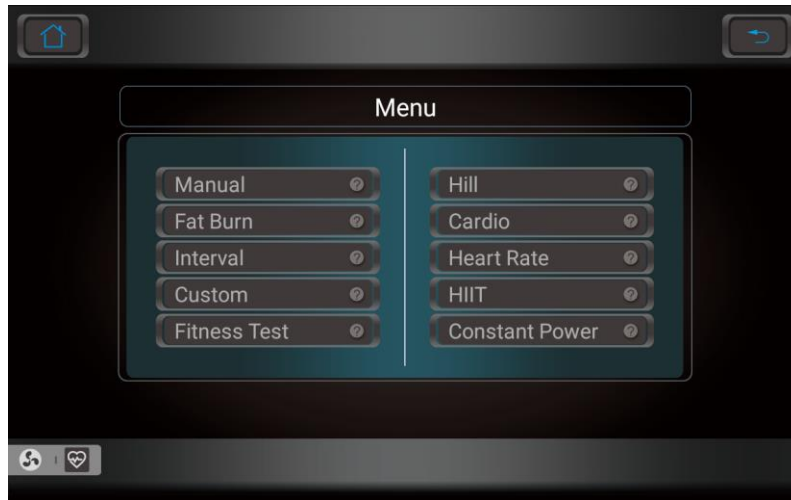 Menu
Manual
Fat Burn
Interval
Custom
Fitness Test
Hill
Cardio
Heart Rate
HIIT
Constant Power